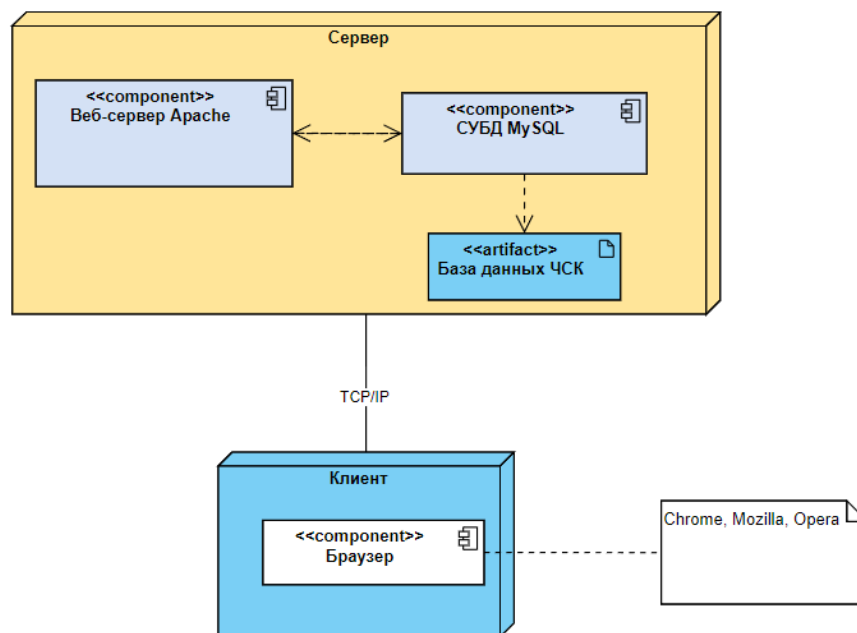 Сервер
<<component>>
Веб-сервер Apache
<<component>>
СУБД MySQL
<<artifact>>
База данных ЧСК
TCP/IP
Клиент
<<component>>
Браузер
Chrome, Mozilla, Opera